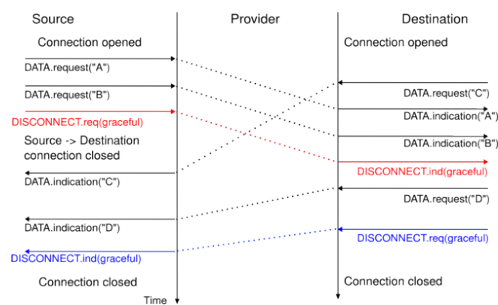 Source Provider Destination
Connection opened Connection opened
DATA.request("A")
DATA.request("C")
DATA.request("B")
DATA.indication("A")
DISCONNECT.req(graceful)
DATA.indication("B")
Source -> Destination
connection closed
DISCONNECT.ind(graceful)
DATA.indication("C")
DATA.request("D")
DATA.indication("D")
DISCONNECT.req(graceful)
DISCONNECT.ind(graceful)
Connection closed Connection closed
Time